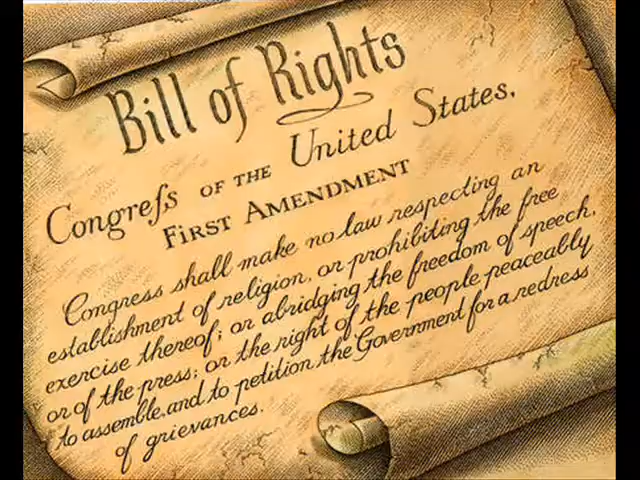 Bill of Rights
Congreſs OF THE United States,
FIRST AMENDMENT
Congress shall make no law respecting an
establishment of religion, or prohibiting the free
exercise thereof; or abridging the freedom of speech,
or of the press; or the right of the people peaceably
to assemble, and to petition the Government for a redress
of grievances.